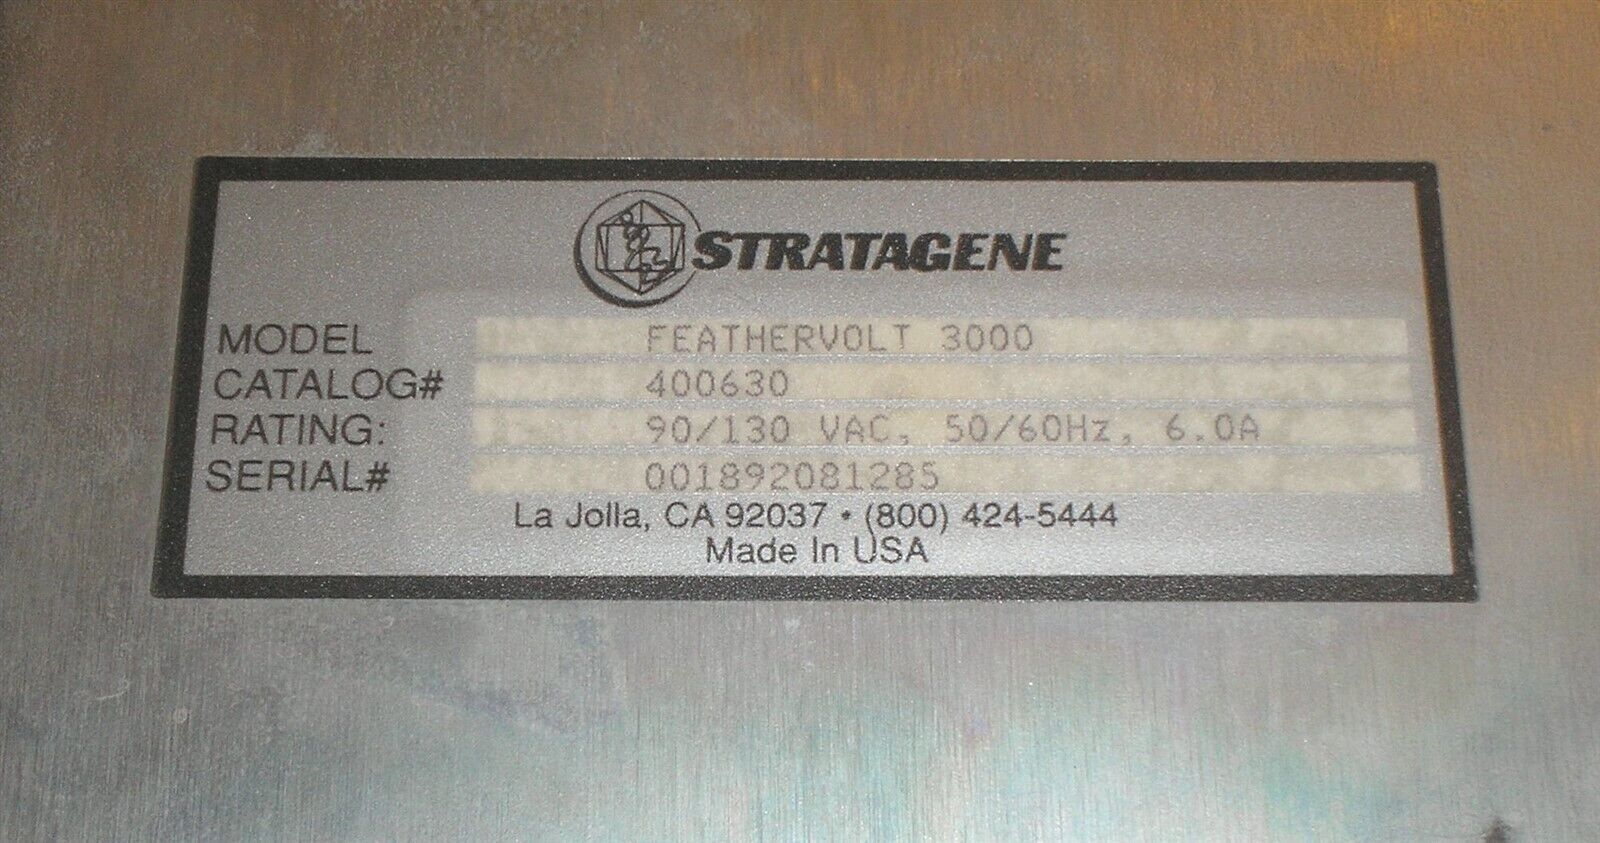 STRATAGENE
MODEL FEATHERVOLT 3000
CATALOG# 400630
RATING: 90/130 VAC, 50/60Hz, 6.0A
SERIAL# 001892081285
La Jolla, CA 92037 • (800) 424-5444
Made In USA